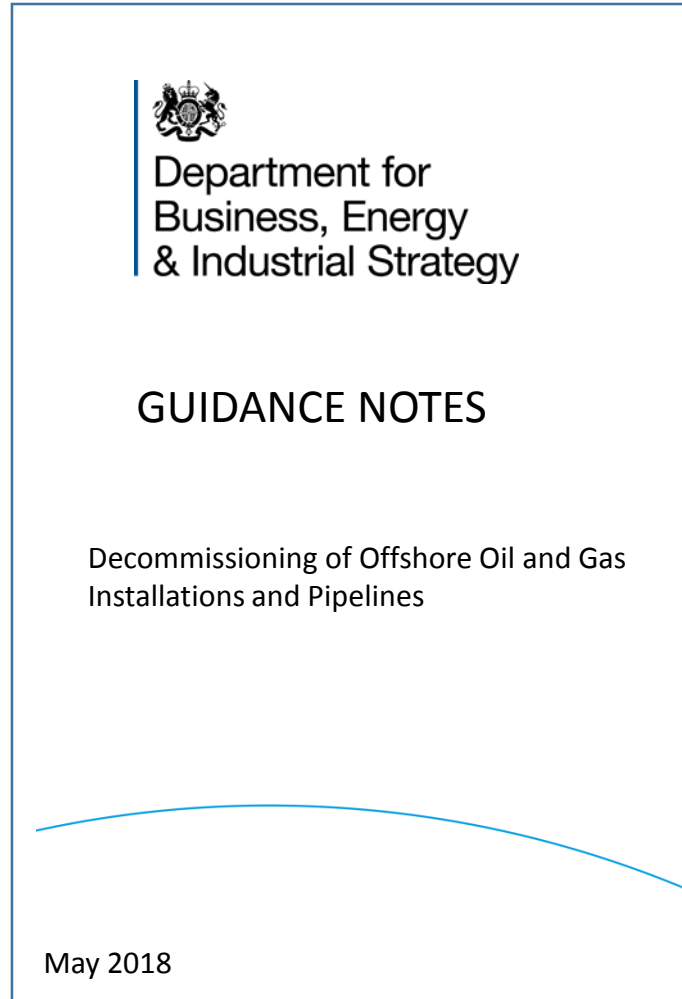 Department for
Business, Energy
& Industrial Strategy
GUIDANCE NOTES
Decommissioning of Offshore Oil and Gas
Installations and Pipelines
May 2018